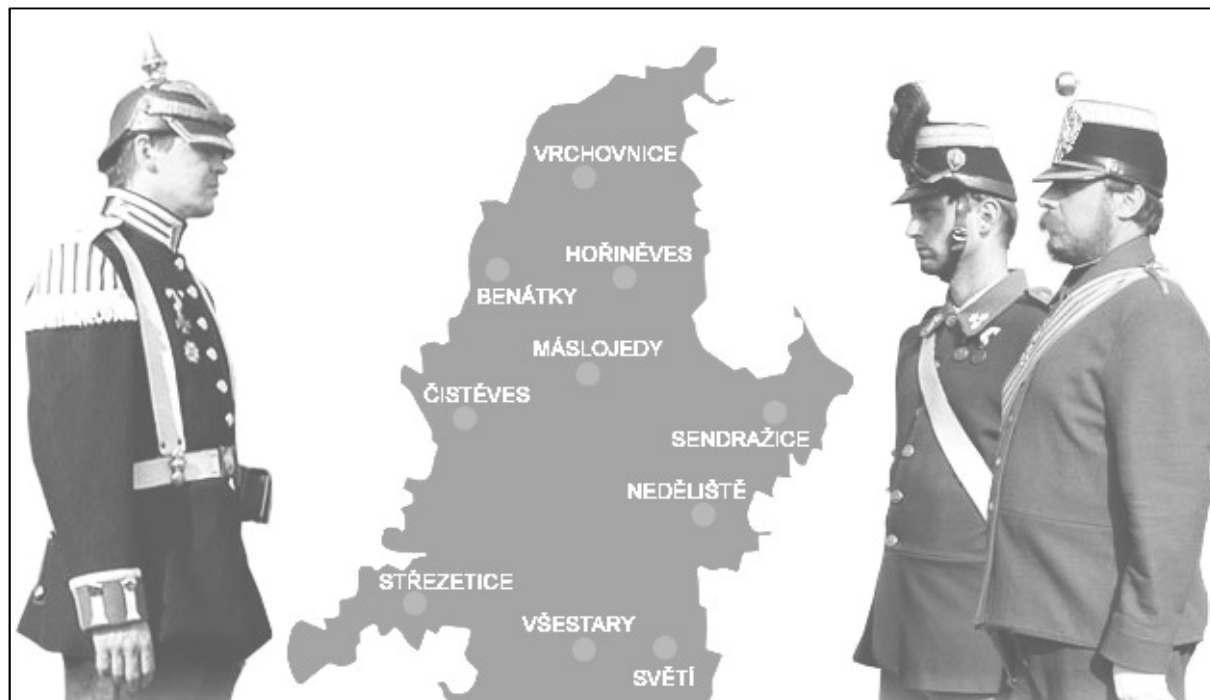 VRCHOVNICE
HOŘINĚVES
BENÁTKY
MÁSLOJEDY
ČISTĚVES
SENDRAŽICE
NEDĚLIŠTĚ
STŘEZETICE
VŠESTARY
SVĚTÍ